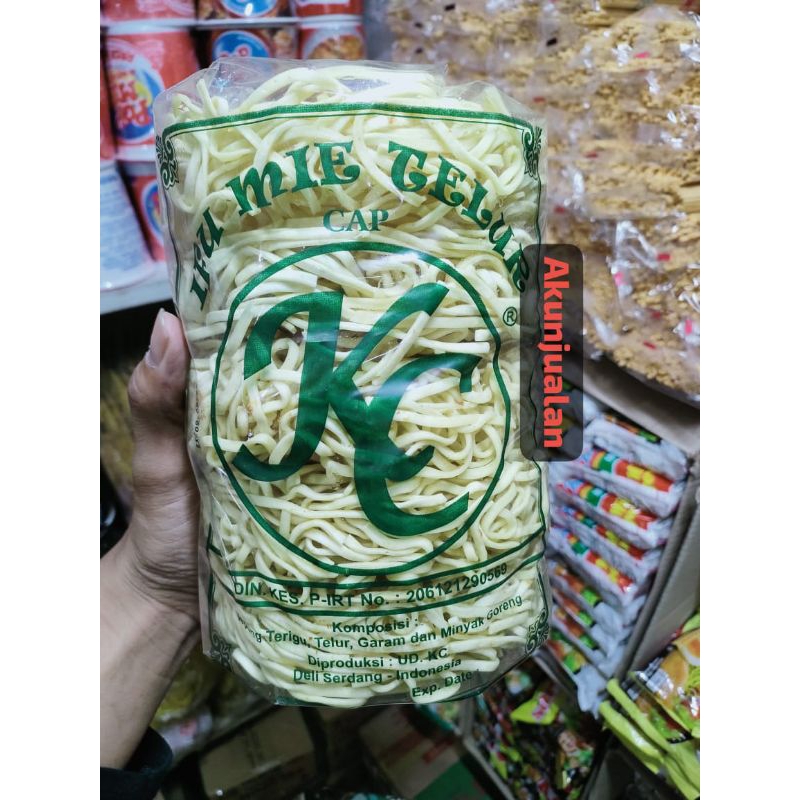 IFU MIE TELUR
CAP
KC
®
Akunjualan
DIN.KES. P-IRT No. : 206121290569
Komposisi :
Terigu, Telur, Garam dan Minyak Goreng
Diproduksi : UD. KC
Deli Serdang - Indonesia
Exp. Date